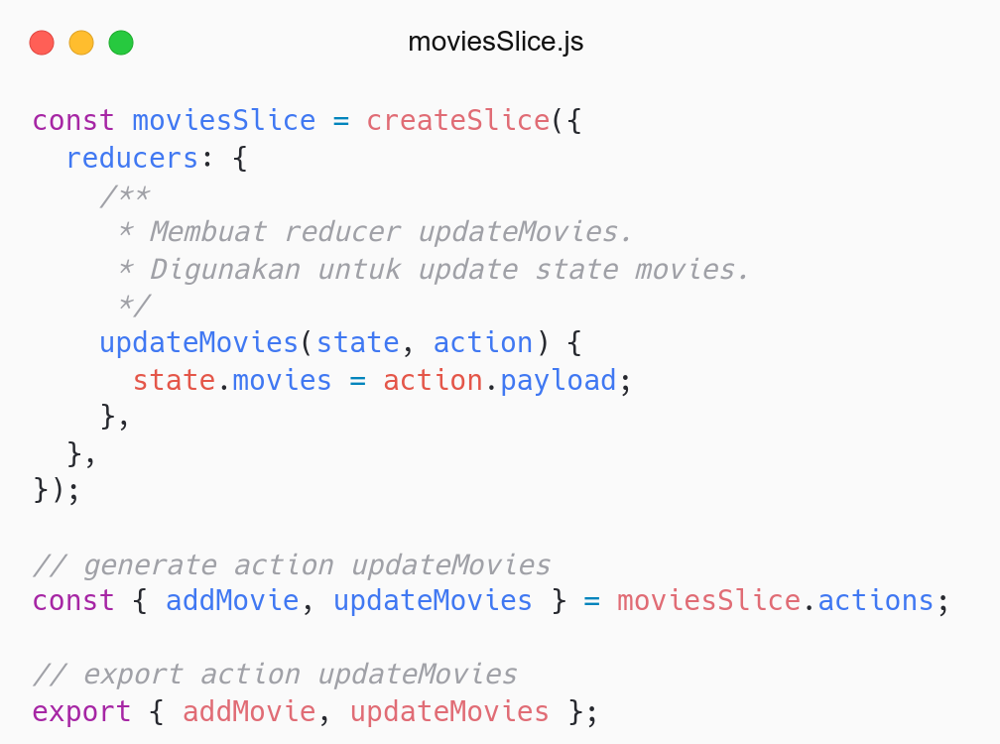 moviesSlice.js
const moviesSlice = createSlice({
  reducers: {
    /**
     * Membuat reducer updateMovies.
     * Digunakan untuk update state movies.
     */
    updateMovies(state, action) {
      state.movies = action.payload;
    },
  },
});
// generate action updateMovies
const { addMovie, updateMovies } = moviesSlice.actions;
// export action updateMovies
export { addMovie, updateMovies };